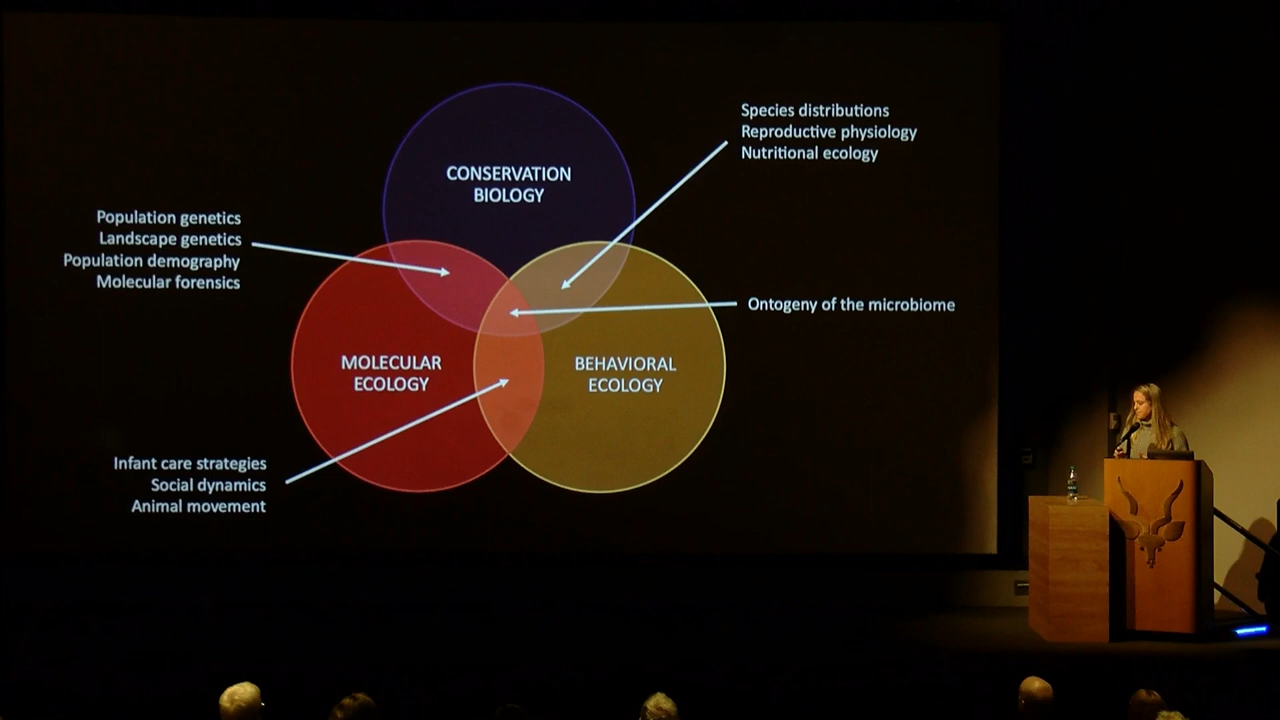 CONSERVATION
BIOLOGY
Species distributions
Reproductive physiology
Nutritional ecology
Population genetics
Landscape genetics
Population demography
Molecular forensics
Ontogeny of the microbiome
MOLECULAR
ECOLOGY
BEHAVIORAL
ECOLOGY
Infant care strategies
Social dynamics
Animal movement